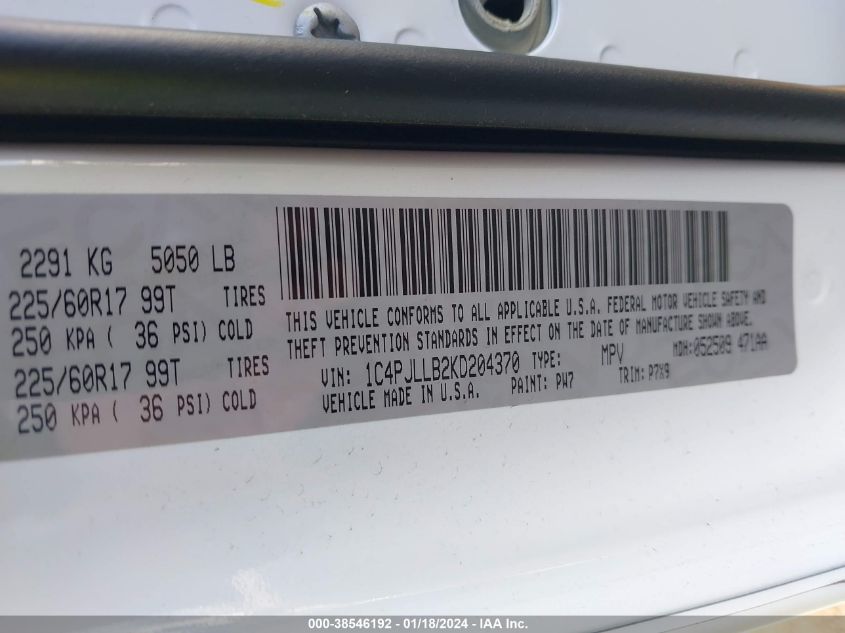 2291 KG 5050 LB
225/60R17 99T TIRES
250 KPA ( 36 PSI) COLD
225/60R17 99T TIRES
250 KPA ( 36 PSI) COLD
THIS VEHICLE CONFORMS TO ALL APPLICABLE U.S.A. FEDERAL MOTOR VEHICLE SAFETY AND
THEFT PREVENTION STANDARDS IN EFFECT ON THE DATE OF MANUFACTURE SHOWN ABOVE.
VIN: 1C4PJLLB2KD204370 TYPE: MPV MDH:052509 471AA
VEHICLE MADE IN U.S.A. PAINT: PW7 TRIM: P7X9
000-38546192 - 01/18/2024 - IAA Inc.